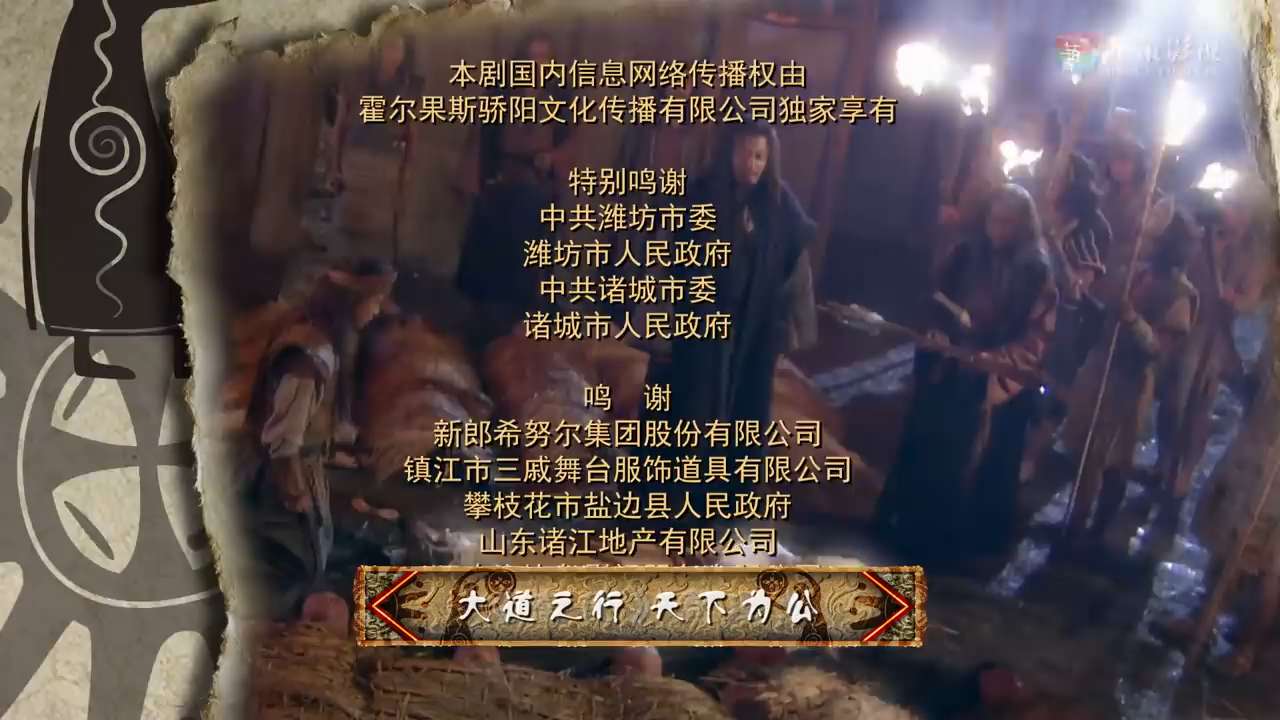 本剧国内信息网络传播权由
霍尔果斯骄阳文化传播有限公司独家享有
特别鸣谢
中共潍坊市委
潍坊市人民政府
中共诸城市委
诸城市人民政府
鸣 谢
新郎希努尔集团股份有限公司
镇江市三戚舞台服饰道具有限公司
攀枝花市盐边县人民政府
山东诸江地产有限公司
大道之行 天下为公